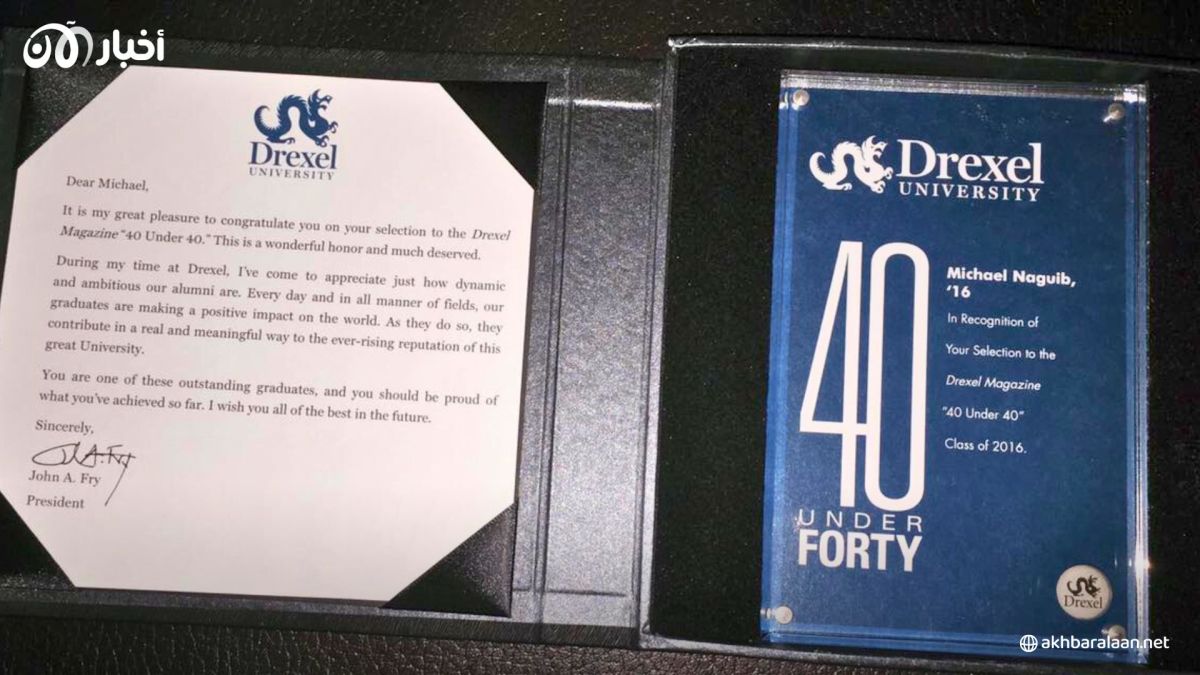 أخبار الآن
Drexel
UNIVERSITY
Dear Michael,
It is my great pleasure to congratulate you on your selection to the Drexel
Magazine “40 Under 40.” This is a wonderful honor and much deserved.
During my time at Drexel, I’ve come to appreciate just how dynamic
and ambitious our alumni are. Every day and in all manner of fields, our
graduates are making a positive impact on the world. As they do so, they
contribute in a real and meaningful way to the ever-rising reputation of this
great University.
You are one of these outstanding graduates, and you should be proud of
what you’ve achieved so far. I wish you all of the best in the future.
Sincerely,
John A. Fry
President
Drexel
UNIVERSITY
40
UNDER
FORTY
Michael Naguib,
‘16
In Recognition of
Your Selection to the
Drexel Magazine
“40 Under 40”
Class of 2016.
Drexel
akhbaralaan.net